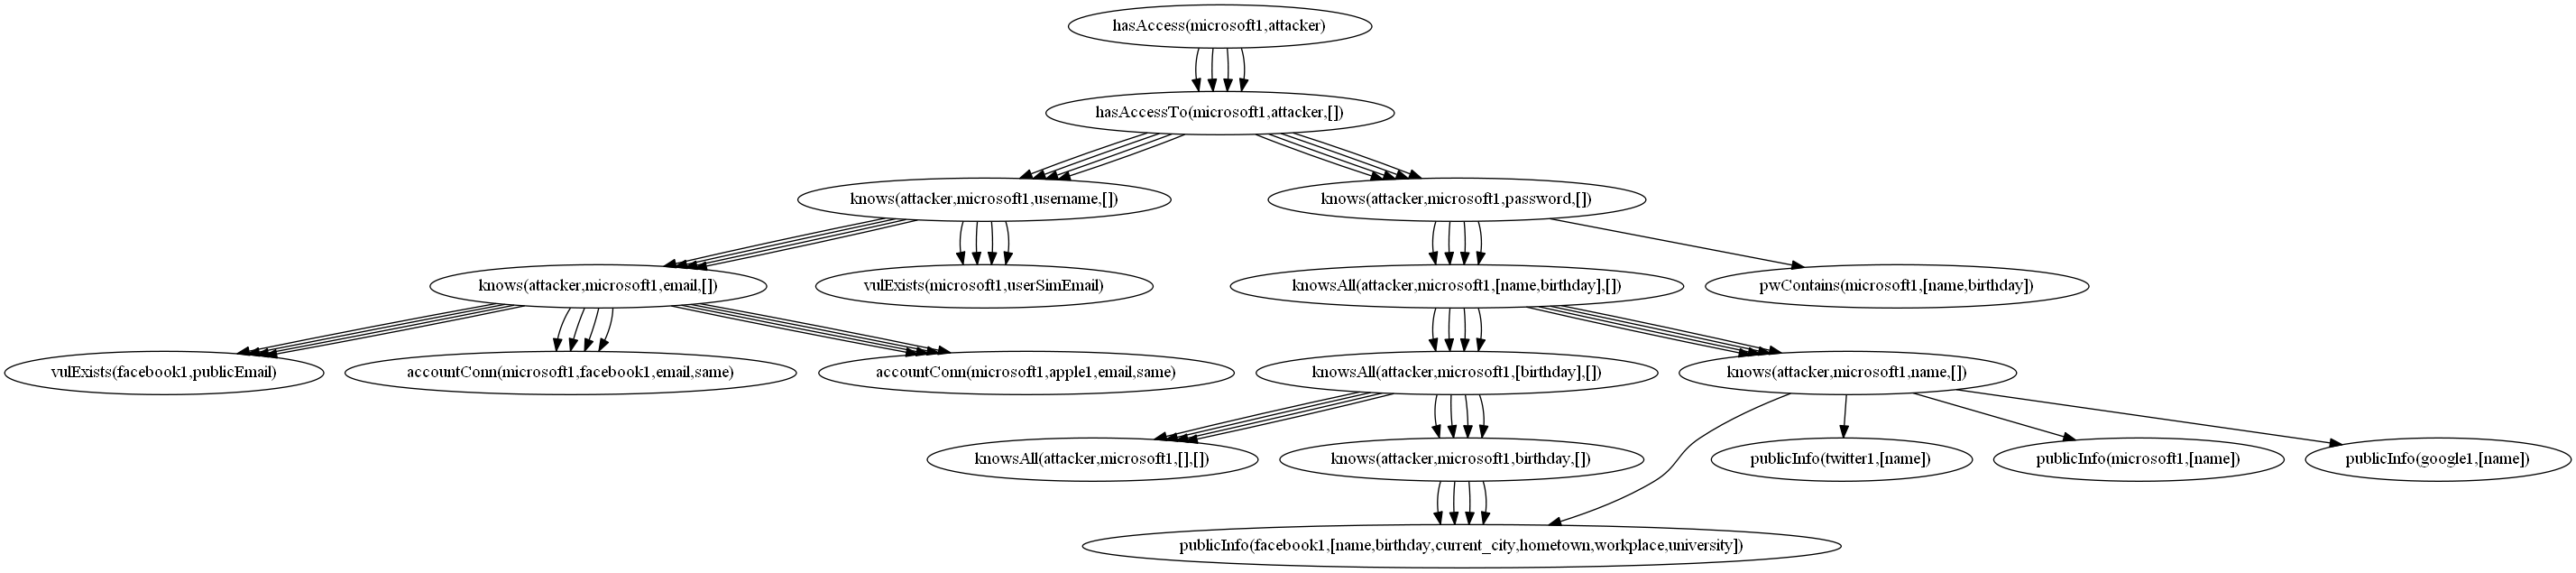 hasAccess(microsoft1,attacker)
hasAccessTo(microsoft1,attacker,[])
knows(attacker,microsoft1,username,[])
knows(attacker,microsoft1,password,[])
knows(attacker,microsoft1,email,[])
vulExists(microsoft1,userSimEmail)
knowsAll(attacker,microsoft1,[name,birthday],[])
pwContains(microsoft1,[name,birthday])
vulExists(facebook1,publicEmail)
accountConn(microsoft1,facebook1,email,same)
accountConn(microsoft1,apple1,email,same)
knowsAll(attacker,microsoft1,[birthday],[])
knows(attacker,microsoft1,name,[])
knowsAll(attacker,microsoft1,[],[])
knows(attacker,microsoft1,birthday,[])
publicInfo(twitter1,[name])
publicInfo(microsoft1,[name])
publicInfo(google1,[name])
publicInfo(facebook1,[name,birthday,current_city,hometown,workplace,university])